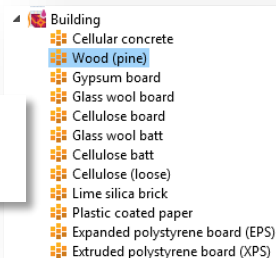 Building
Cellular concrete
Wood (pine)
Gypsum board
Glass wool board
Cellulose board
Glass wool batt
Cellulose batt
Cellulose (loose)
Lime silica brick
Plastic coated paper
Expanded polystyrene board (EPS)
Extruded polystyrene board (XPS)